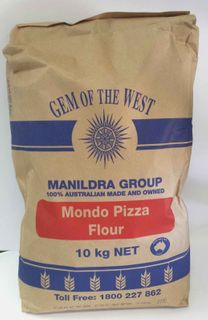 GEM OF THE WEST
MANILDRA GROUP
100% AUSTRALIAN MADE AND OWNED
Mondo Pizza
Flour
10 kg NET
Toll Free: 1800 227 862